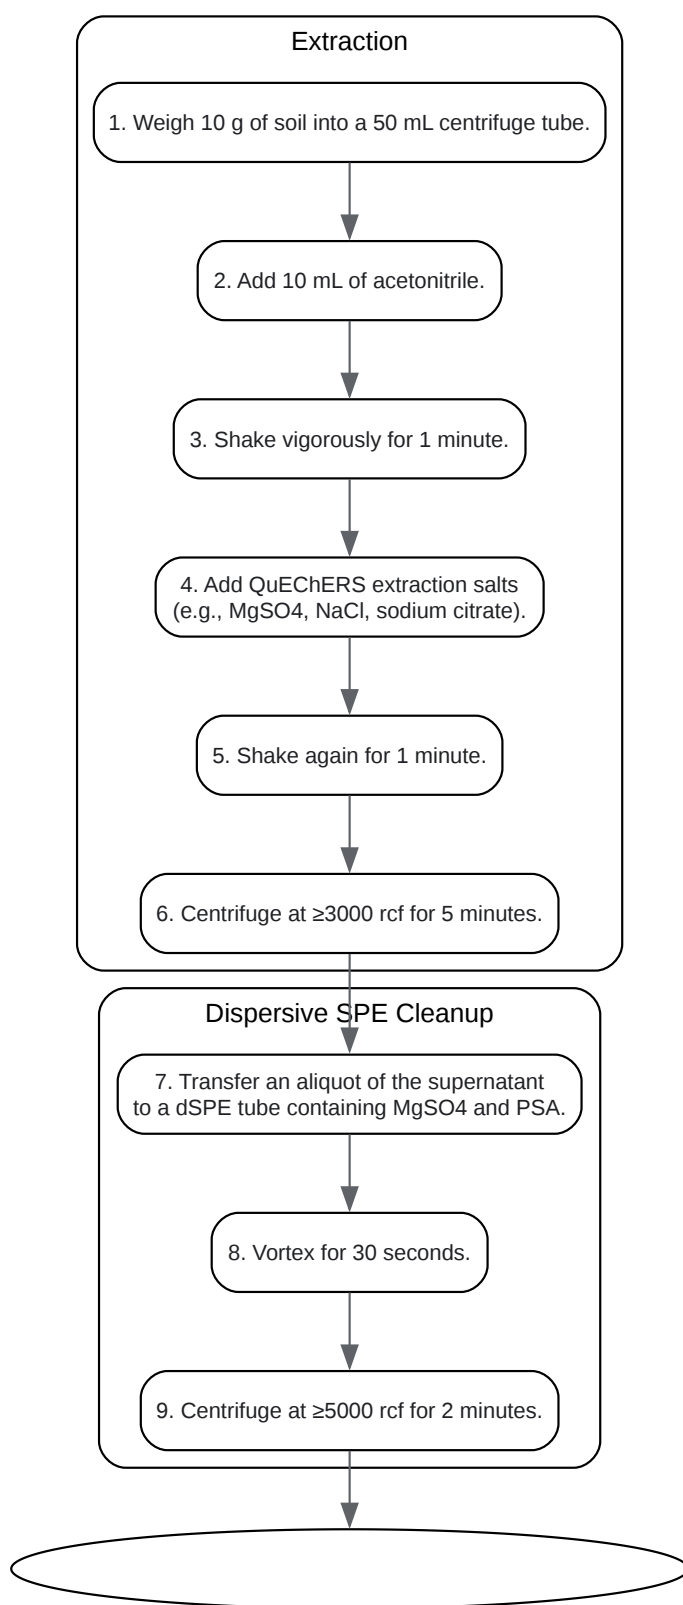 Extraction
1. Weigh 10 g of soil into a 50 mL centrifuge tube.
2. Add 10 mL of acetonitrile.
3. Shake vigorously for 1 minute.
4. Add QuEChERS extraction salts
(e.g., MgSO4, NaCl, sodium citrate).
5. Shake again for 1 minute.
6. Centrifuge at ≥3000 rcf for 5 minutes.
Dispersive SPE Cleanup
7. Transfer an aliquot of the supernatant
to a dSPE tube containing MgSO4 and PSA.
8. Vortex for 30 seconds.
9. Centrifuge at ≥5000 rcf for 2 minutes.